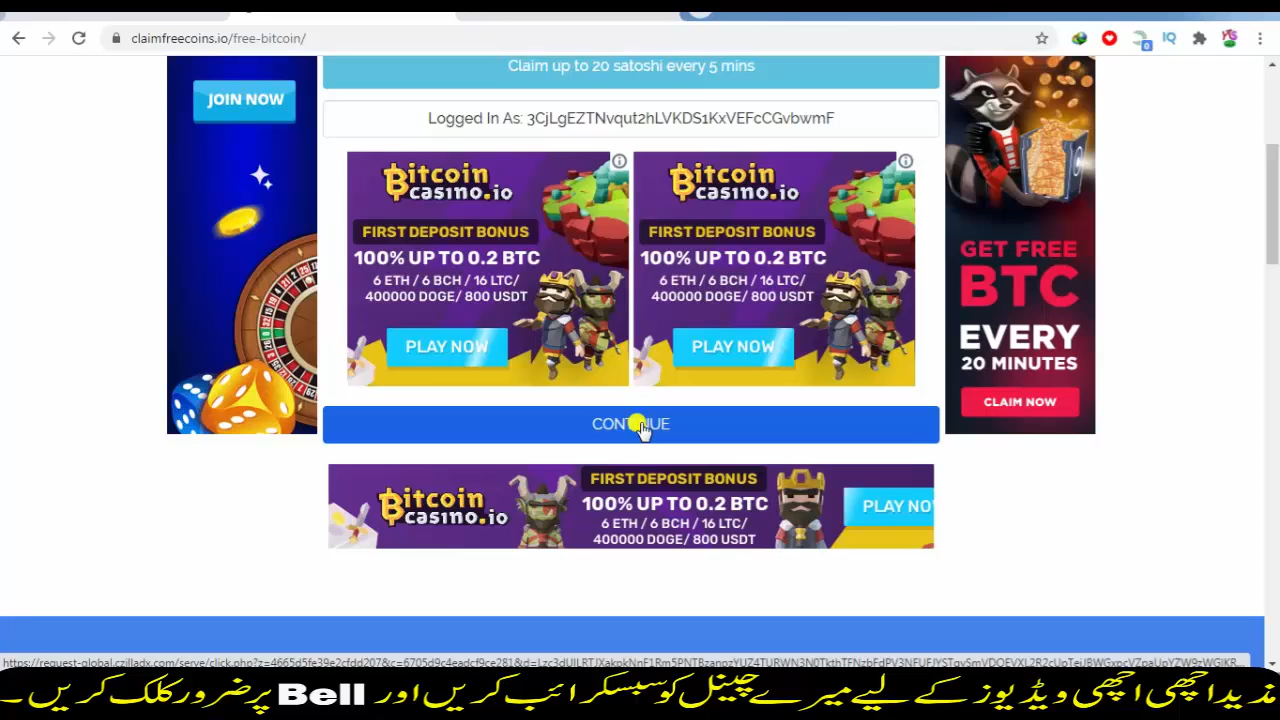 claimfreecoins.io/free-bitcoin/
IQ
0
JOIN NOW
Claim up to 20 satoshi every 5 mins
Logged In As: 3CjLgEZTNvqut2hLVKDS1KxVEFcCGvbwmF
Bitcoin
casino.io
FIRST DEPOSIT BONUS
100% UP TO 0.2 BTC
6 ETH / 6 BCH / 16 LTC/
400000 DOGE/ 800 USDT
PLAY NOW
Bitcoin
casino.io
FIRST DEPOSIT BONUS
100% UP TO 0.2 BTC
6 ETH / 6 BCH / 16 LTC/
400000 DOGE/ 800 USDT
PLAY NOW
GET FREE
BTC
EVERY
20 MINUTES
CLAIM NOW
CONTINUE
Bitcoin
casino.io
FIRST DEPOSIT BONUS
100% UP TO 0.2 BTC
6 ETH / 6 BCH / 16 LTC/
400000 DOGE/ 800 USDT
PLAY NO
مذید اچھی اچھی ویڈیوز کے لیے میرے چینل کو سبسکرائب کریں اور Bell پر ضرور کلک کریں۔